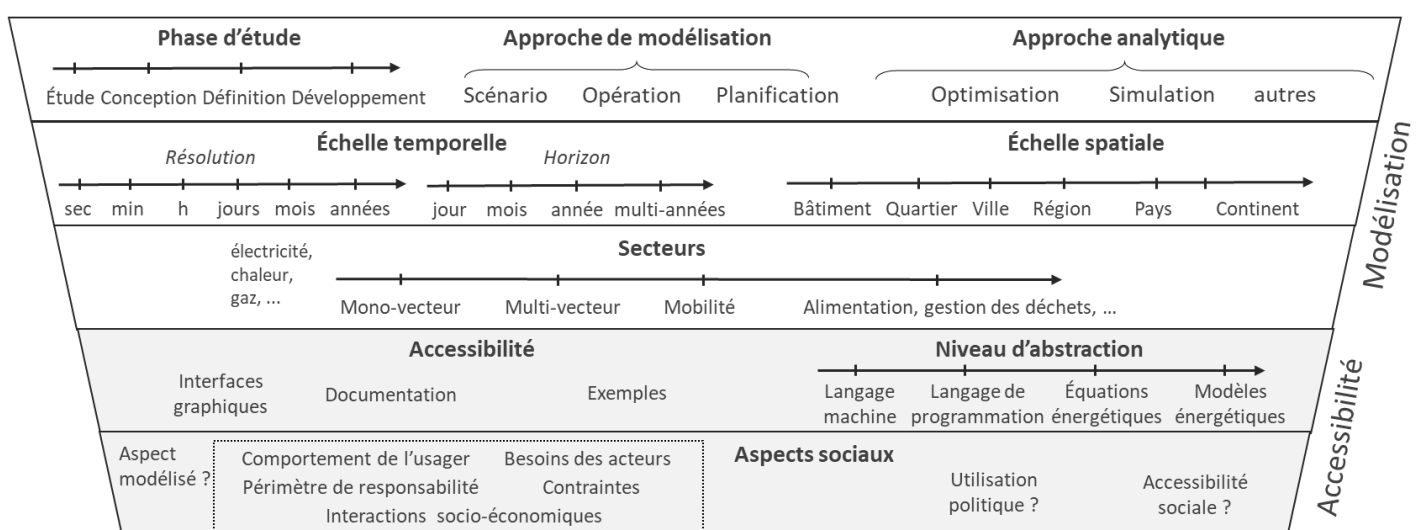 Phase d’étude
Étude Conception Définition Développement
Approche de modélisation
Scénario Opération Planification
Approche analytique
Optimisation Simulation autres
Échelle temporelle
Résolution
sec min h jours mois années
Horizon
jour mois année multi-années
Échelle spatiale
Bâtiment Quartier Ville Région Pays Continent
Modélisation
Secteurs
électricité,
chaleur,
gaz, ...
Mono-vecteur Multi-vecteur Mobilité Alimentation, gestion des déchets, ...
Accessibilité
Interfaces
graphiques
Documentation
Exemples
Niveau d’abstraction
Langage
machine
Langage de
programmation
Équations
énergétiques
Modèles
énergétiques
Accessibilité
Aspects sociaux
Aspect
modélisé ?
Comportement de l’usager Besoins des acteurs
Périmètre de responsabilité Contraintes
Interactions socio-économiques
Utilisation
politique ?
Accessibilité
sociale ?